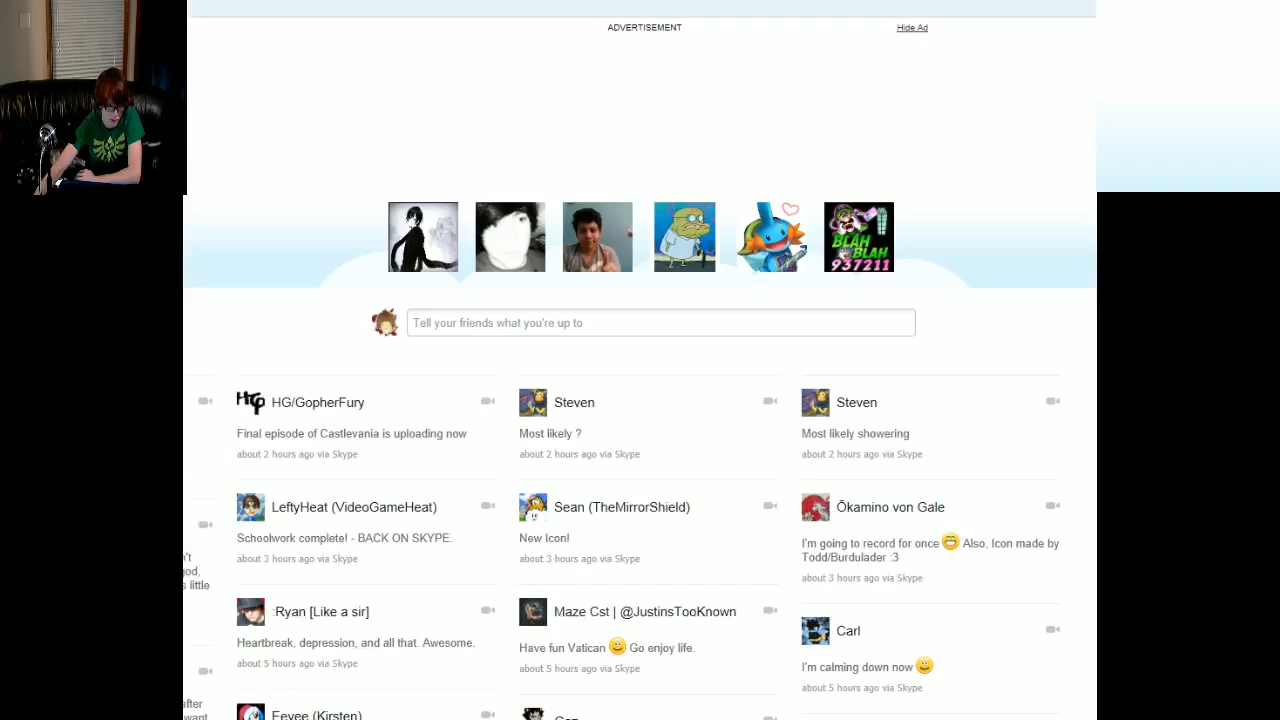 ADVERTISEMENT
Hide Ad
BLAH
BLAH
937211
Tell your friends what you're up to
HG/GopherFury
Final episode of Castlevania is uploading now
about 2 hours ago via Skype
Steven
Most likely ?
about 2 hours ago via Skype
Steven
Most likely showering
about 2 hours ago via Skype
LeftyHeat (VideoGameHeat)
Schoolwork complete! - BACK ON SKYPE.
about 3 hours ago via Skype
Sean (TheMirrorShield)
New Icon!
about 3 hours ago via Skype
Ōkamino von Gale
I'm going to record for once Also, Icon made by
Todd/Burdulader :3
about 3 hours ago via Skype
n't
god,
s little
:Ryan [Like a sir]
Heartbreak, depression, and all that. Awesome.
about 5 hours ago via Skype
Maze Cst | @JustinsTooKnown
Have fun Vatican Go enjoy life.
about 5 hours ago via Skype
Carl
I'm calming down now
about 5 hours ago via Skype
after
want
Eevee (Kirsten)